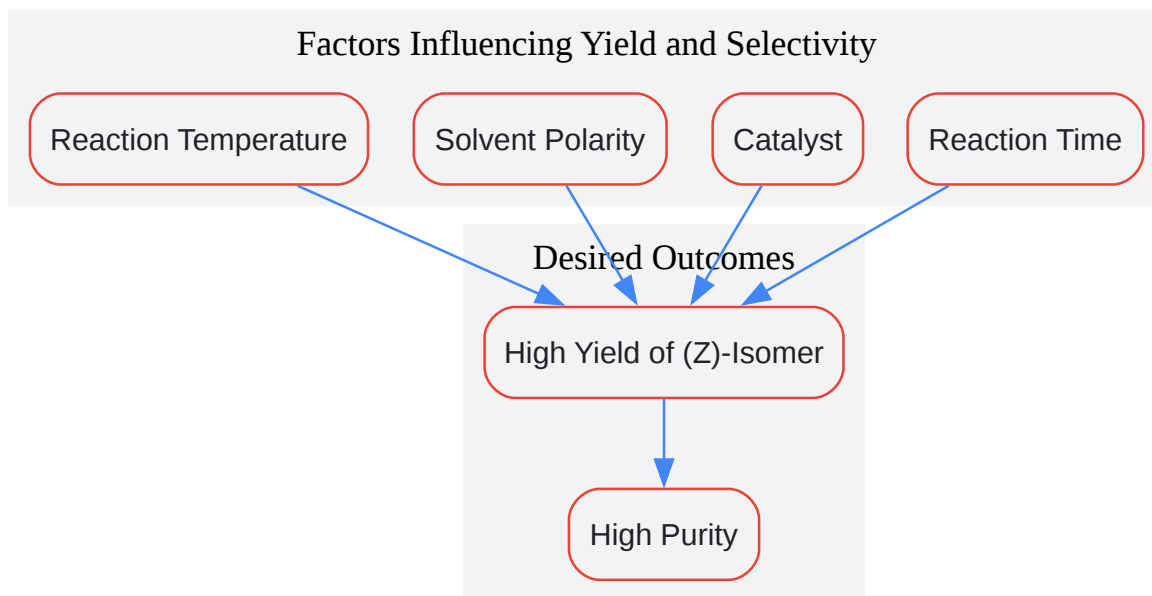 Factors Influencing Yield and Selectivity
Reaction Temperature
Solvent Polarity
Catalyst
Reaction Time
Desired Outcomes
High Yield of (Z)-Isomer
High Purity